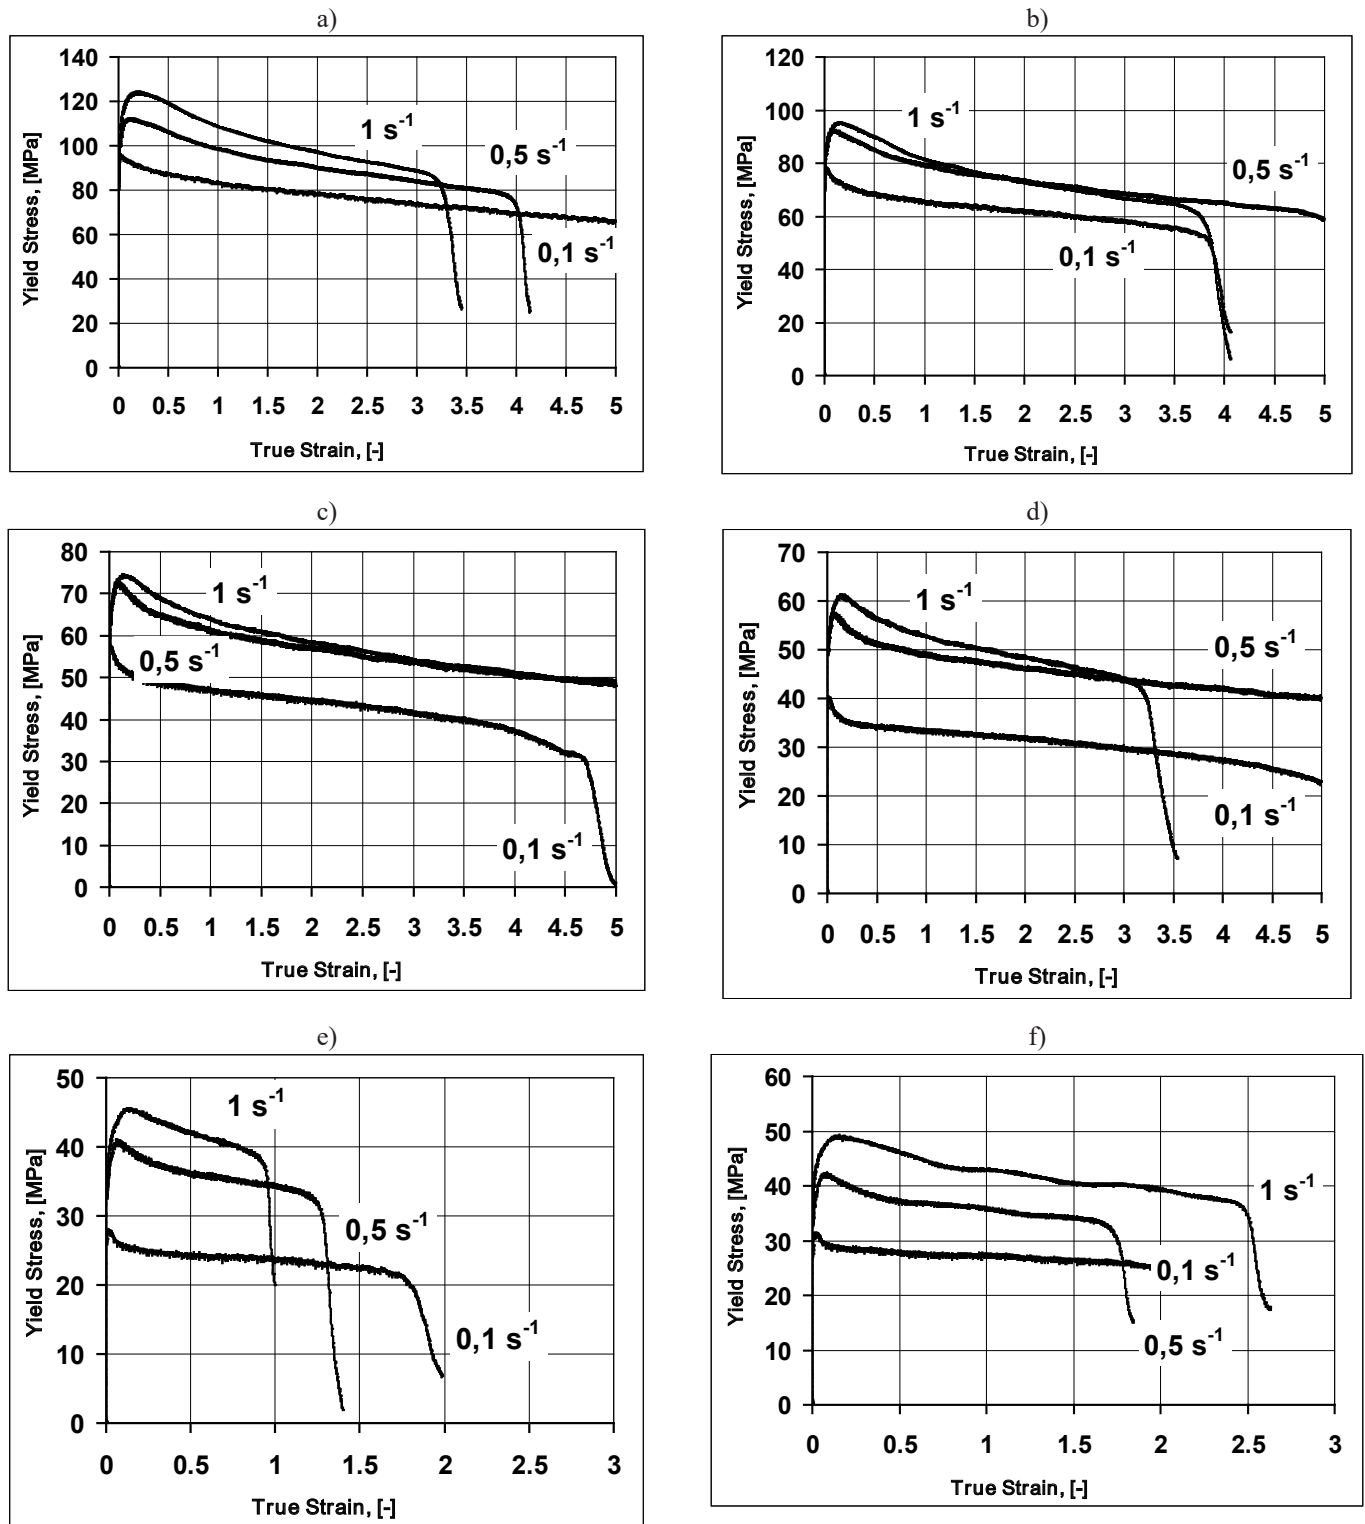 a)
140
120
100
80
60
40
20
0
Yield Stress, [MPa]
1 s-1
0,5 s-1
0,1 s-1
0 0.5 1 1.5 2 2.5 3 3.5 4 4.5 5
True Strain, [-]
b)
120
100
80
60
40
20
0
Yield Stress, [MPa]
1 s-1
0,5 s-1
0,1 s-1
0 0.5 1 1.5 2 2.5 3 3.5 4 4.5 5
True Strain, [-]
c)
80
70
60
50
40
30
20
10
0
Yield Stress, [MPa]
1 s-1
0,5 s-1
0,1 s-1
0 0.5 1 1.5 2 2.5 3 3.5 4 4.5 5
True Strain, [-]
d)
70
60
50
40
30
20
10
0
Yield Stress, [MPa]
1 s-1
0,5 s-1
0,1 s-1
0 0.5 1 1.5 2 2.5 3 3.5 4 4.5 5
True Strain, [-]
e)
50
40
30
20
10
0
Yield Stress, [MPa]
1 s-1
0,5 s-1
0,1 s-1
0 0.5 1 1.5 2 2.5 3
True Strain, [-]
f)
60
50
40
30
20
10
0
Yield Stress, [MPa]
1 s-1
0,1 s-1
0,5 s-1
0 0.5 1 1.5 2 2.5 3
True Strain, [-]